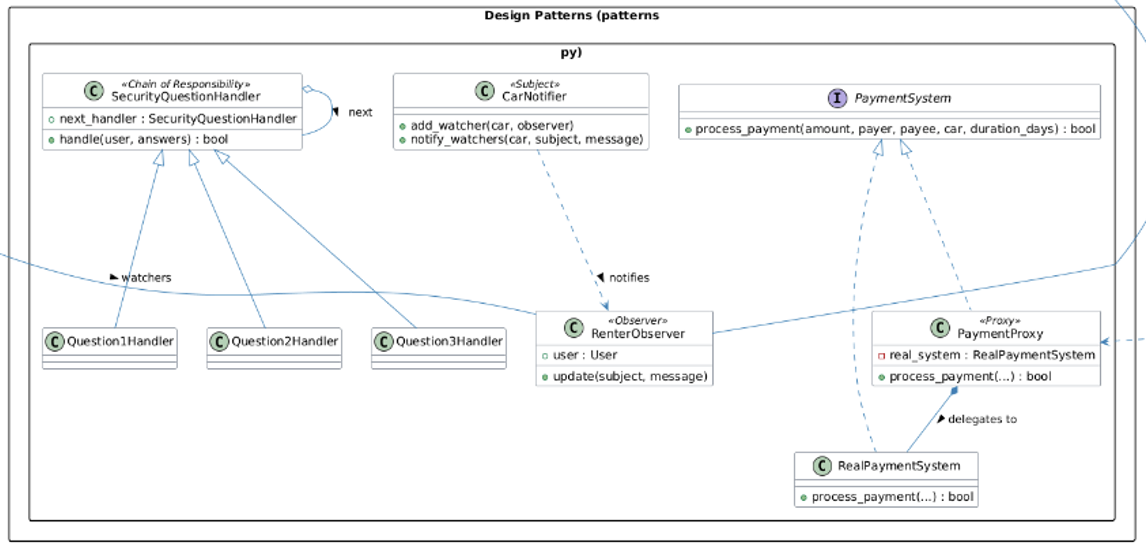 Design Patterns (patterns
py)
C
«Chain of Responsibility»
SecurityQuestionHandler
next_handler : SecurityQuestionHandler
handle(user, answers) : bool
next
C
«Subject»
CarNotifier
add_watcher(car, observer)
notify_watchers(car, subject, message)
I PaymentSystem
process_payment(amount, payer, payee, car, duration_days) : bool
watchers
notifies
C Question1Handler
C Question2Handler
C Question3Handler
C
«Observer»
RenterObserver
user : User
update(subject, message)
C
«Proxy»
PaymentProxy
real_system : RealPaymentSystem
process_payment(...) : bool
delegates to
C RealPaymentSystem
process_payment(...) : bool